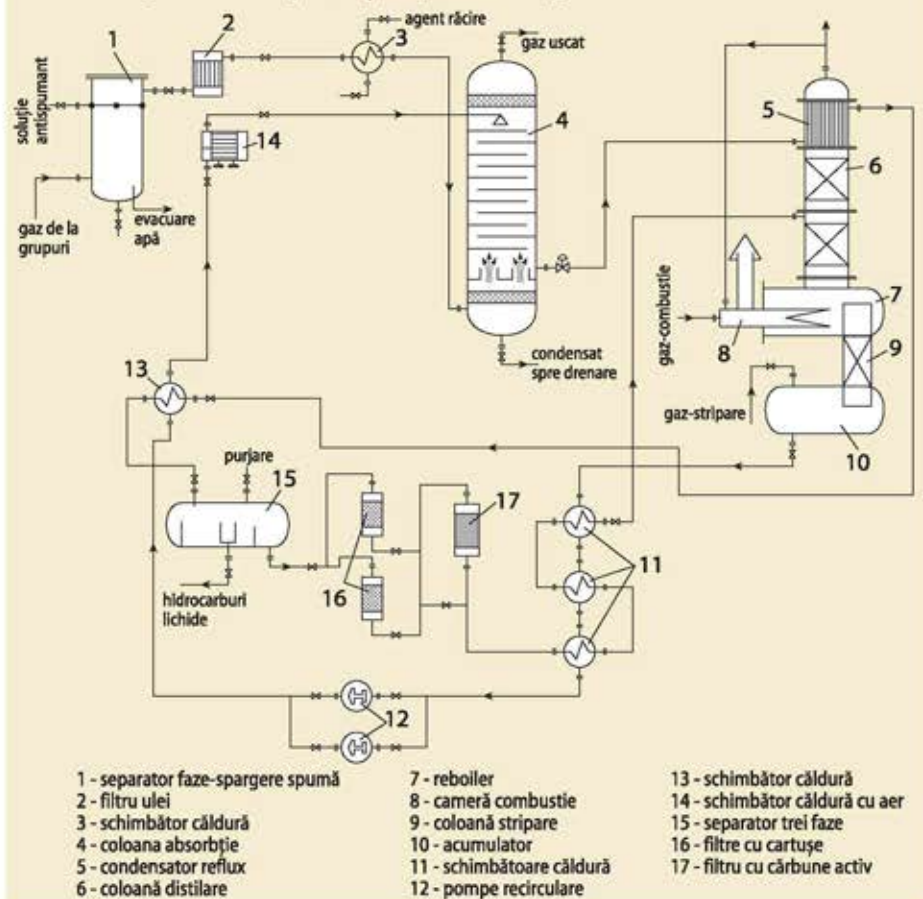 agent răcire
1
2
3
gaz uscat
soluție
antispumant
14
4
5
6
gaz de la
grupuri
evacuare
apă
7
gaz-combustie
8
9
condensat
spre drenare
13
gaz-stripare
10
purjare
15
17
16
11
hidrocarburi
lichide
12
1 - separator faze-spargere spumă
2 - filtru ulei
3 - schimbător căldură
4 - coloana absorbție
5 - condensator reflux
6 - coloană distilare
7 - reboiler
8 - cameră combustie
9 - coloană stripare
10 - acumulator
11 - schimbătoare căldură
12 - pompe recirculare
13 - schimbător căldură
14 - schimbător căldură cu aer
15 - separator trei faze
16 - filtre cu cartușe
17 - filtru cu cărbune activ